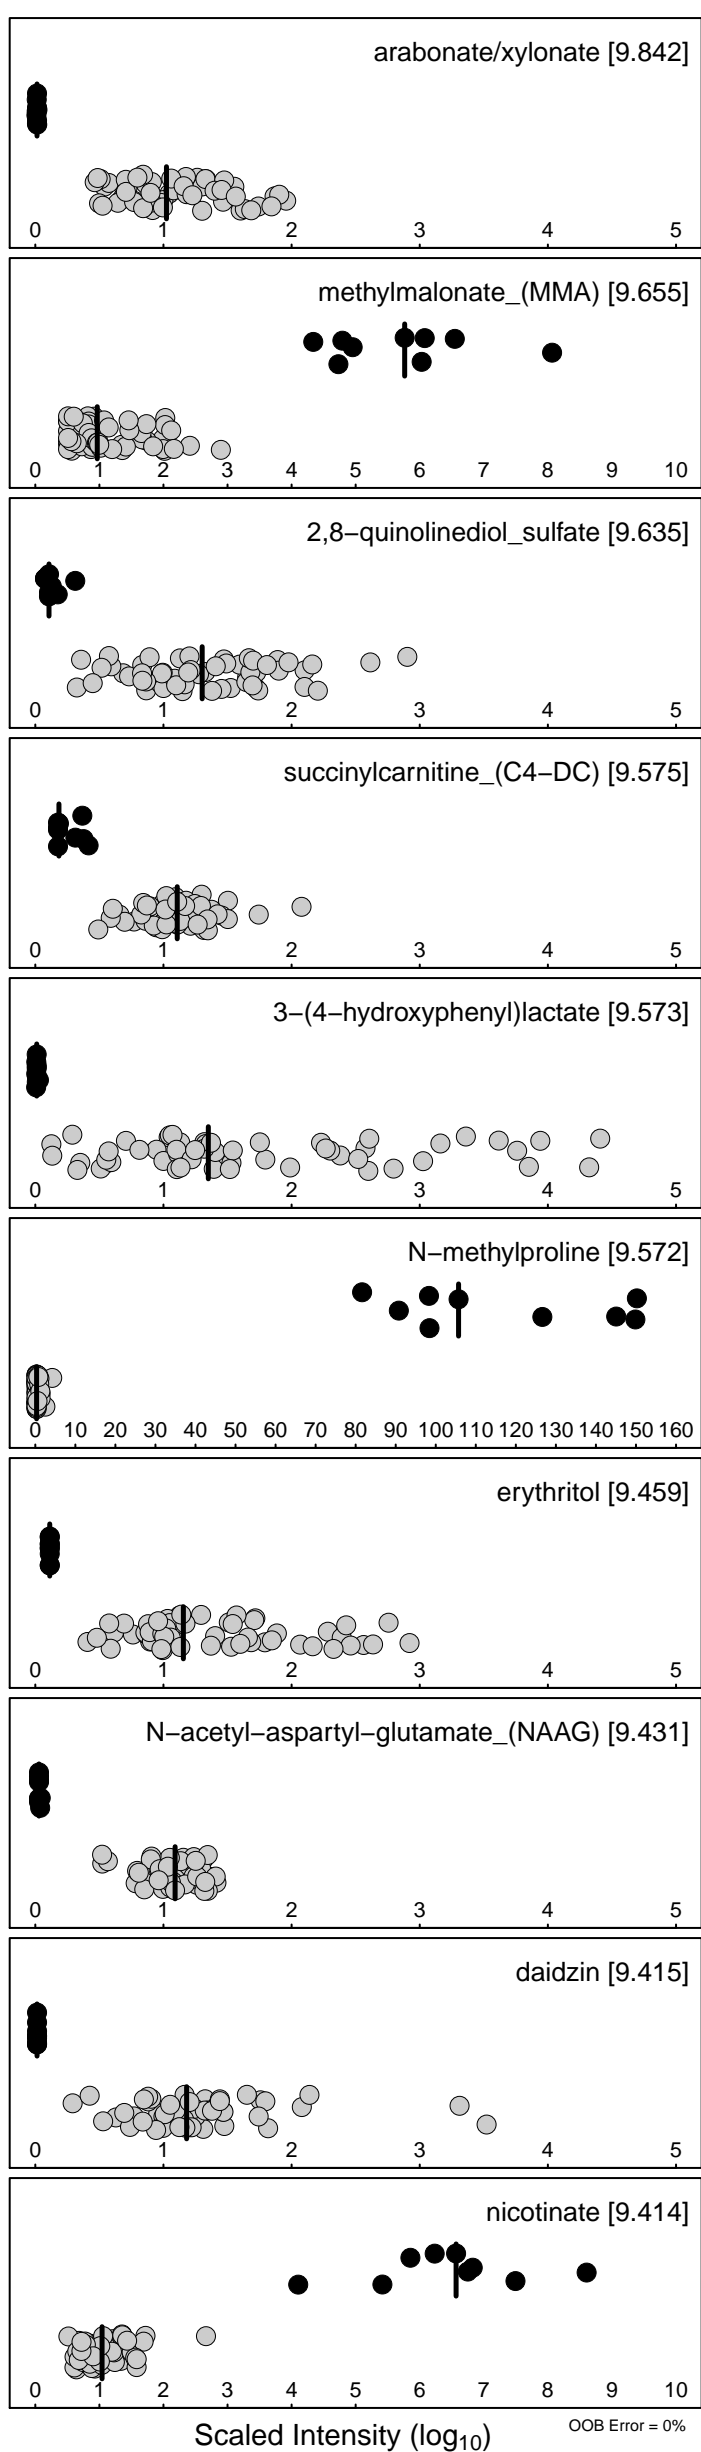 arabonate/xylonate [9.842]
0 1 2 3 4 5
methylmalonate_(MMA) [9.655]
0 1 2 3 4 5 6 7 8 9 10
2,8−quinolinediol_sulfate [9.635]
0 1 2 3 4 5
succinylcarnitine_(C4−DC) [9.575]
0 1 2 3 4 5
3−(4−hydroxyphenyl)lactate [9.573]
0 1 2 3 4 5
N−methylproline [9.572]
0 10 20 30 40 50 60 70 80 90 100 110 120 130 140 150 160
erythritol [9.459]
0 1 2 3 4 5
N−acetyl−aspartyl−glutamate_(NAAG) [9.431]
0 1 2 3 4 5
daidzin [9.415]
0 1 2 3 4 5
nicotinate [9.414]
0 1 2 3 4 5 6 7 8 9 10
Scaled Intensity (log₁₀)
OOB Error = 0%